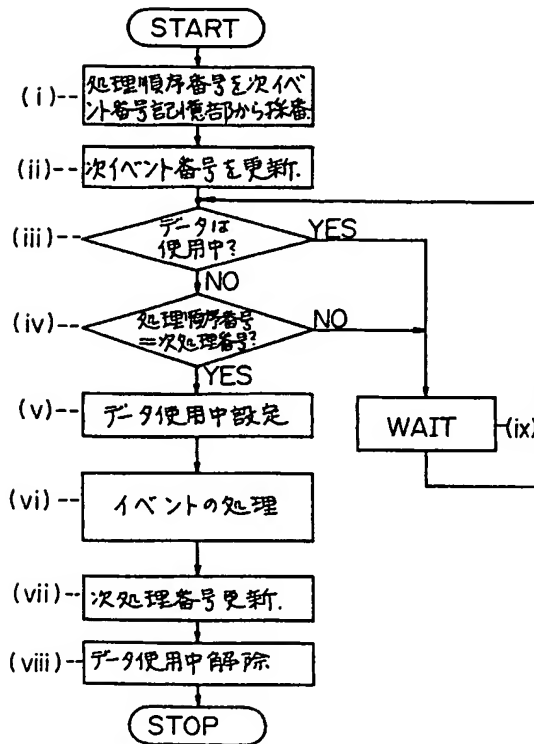 START
(i)
処理順序番号を次イベ
ント番号記憶部から採番.
(ii)
次イベント番号を更新.
(iii)
データは
使用中?
YES
NO
(iv)
処理順序番号
=次処理番号?
NO
YES
(v)
データ使用中設定
WAIT
(ix)
(vi)
イベントの処理
(vii)
次処理番号更新.
(viii)
データ使用中解除
STOP